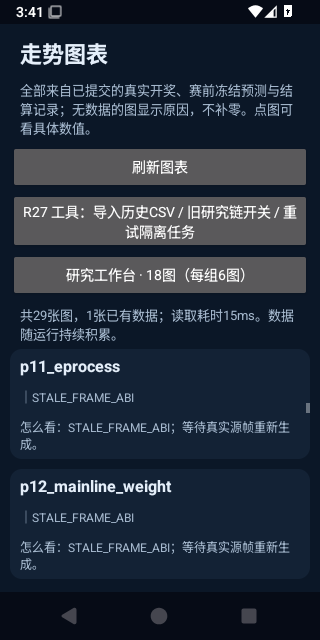 3:41
走势图表
全部来自已提交的真实开奖、赛前冻结预测与结
算记录；无数据的图显示原因，不补零。点图可
看具体数值。
刷新图表
R27 工具：导入历史CSV / 旧研究链开关 / 重
试隔离任务
研究工作台 · 18图（每组6图）
共29张图，1张已有数据；读取耗时15ms。数据
随运行持续积累。
p11_eprocess
｜STALE_FRAME_ABI
怎么看：STALE_FRAME_ABI；等待真实源帧重新生
成。
p12_mainline_weight
｜STALE_FRAME_ABI
怎么看：STALE_FRAME_ABI；等待真实源帧重新生
成。